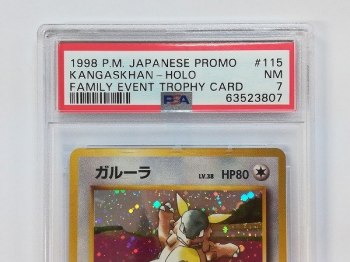 1998 P.M. JAPANESE PROMO #115
KANGASKHAN-HOLO NM
FAMILY EVENT TROPHY CARD 7
PSA 63523807
ガルーラ LV.38 HP80